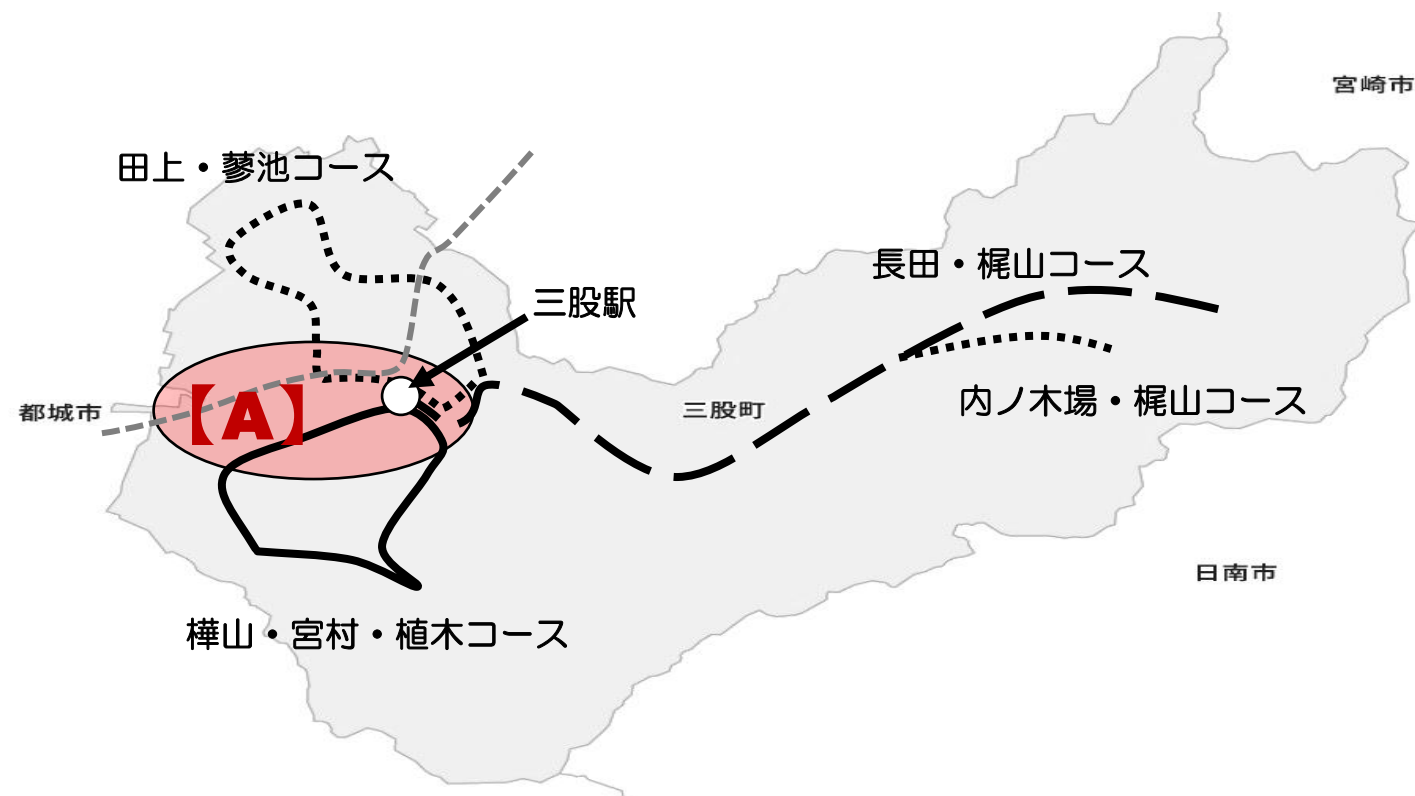 宮崎市
田上・蓼池コース
長田・梶山コース
三股駅
内ノ木場・梶山コース
都城市
【A】
三股町
日南市
樺山・宮村・植木コース